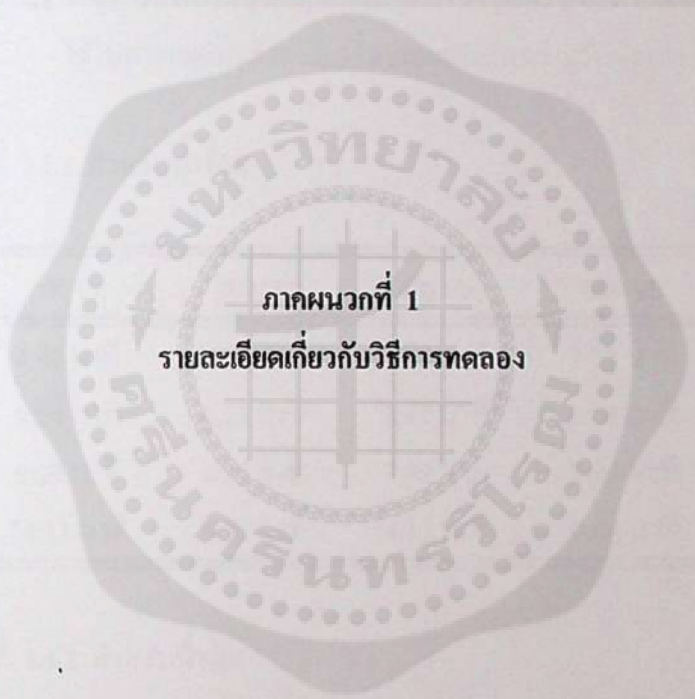 มหาวิทยาลัย
ภาคผนวกที่ 1
รายละเอียดเกี่ยวกับวิธีการทดลอง
ศรีนครินทรวิโรฒ